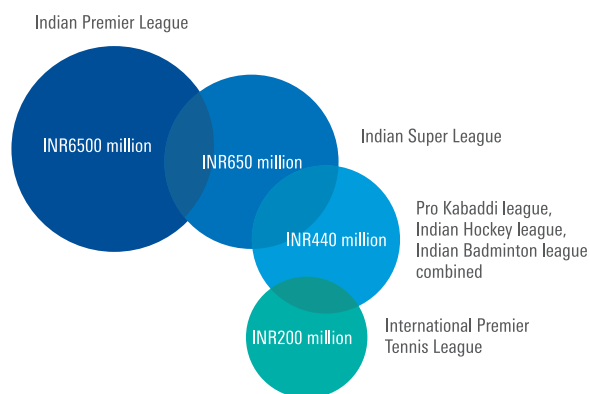 Indian Premier League
INR6500 million
INR650 million
Indian Super League
INR440 million
Pro Kabaddi league,
Indian Hockey league,
Indian Badminton league
combined
INR200 million
International Premier
Tennis League